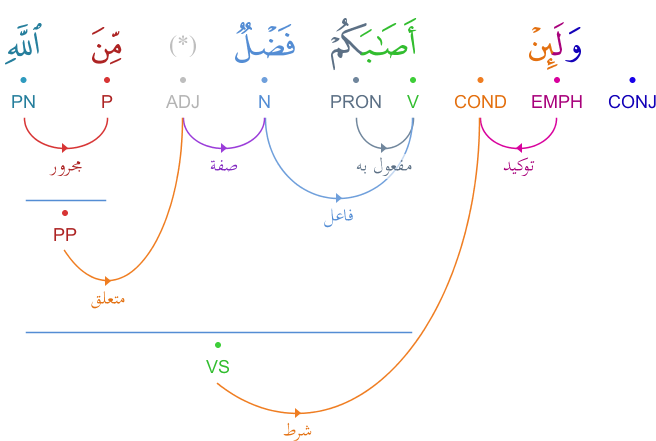 وَلَئِنْ أَصَـٰبَكُمْ فَضْلٌ (*) مِّنَ ٱللَّهِ
CONJ EMPH COND V PRON N ADJ P PN
توكيد مفعول به صفة مجرور
فاعل
PP
متعلق
VS
شرط